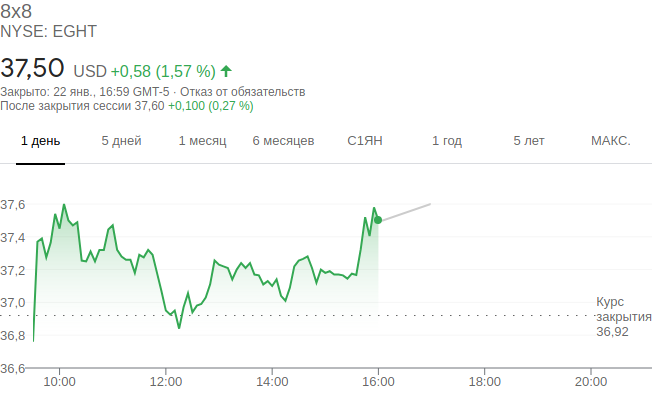 8x8
NYSE: EGHT
37,50 USD +0,58 (1,57 %)
Закрыто: 22 янв., 16:59 GMT-5 · Отказ от обязательств
После закрытия сессии 37,60 +0,100 (0,27 %)
1 день 5 дней 1 месяц 6 месяцев С1ЯН 1 год 5 лет МАКС.
37,6
37,4
37,2
37,0
Курс
закрытия
36,92
36,8
36,6
10:00 12:00 14:00 16:00 18:00 20:00